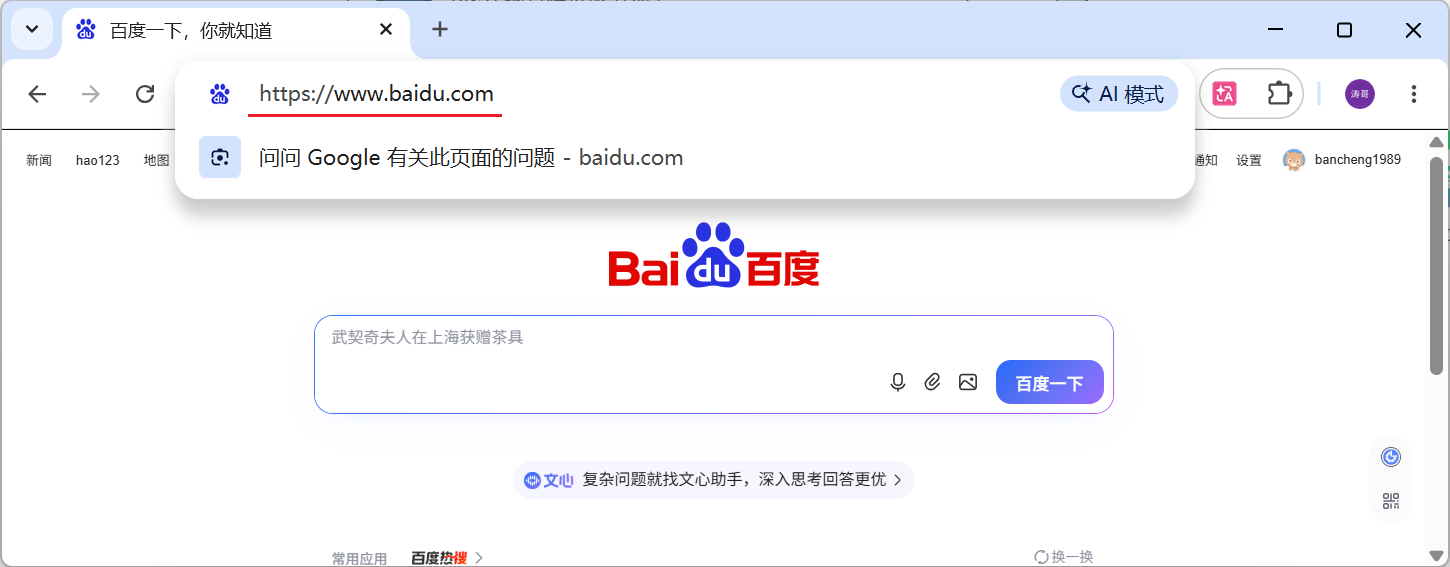 百度一下，你就知道
https://www.baidu.com
AI 模式
涛哥
问问 Google 有关此页面的问题 - baidu.com
新闻 hao123 地图
通知 设置 bancheng1989
Bai du 百度
武契奇夫人在上海获赠茶具
百度一下
文心 复杂问题就找文心助手，深入思考回答更优
常用应用 百度热搜 换一换